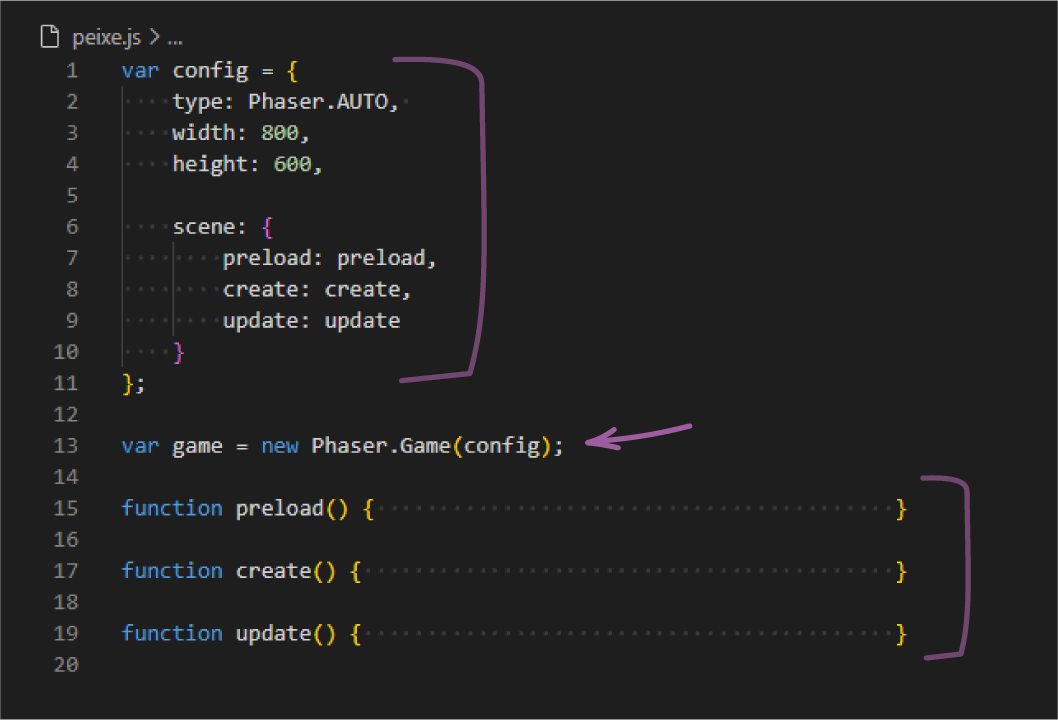 peixe.js > ...
1 var config = {
2 ····type: Phaser.AUTO,·
3 ····width: 800,
4 ····height: 600,
5
6 ····scene: {
7 ········preload: preload,
8 ········create: create,
9 ········update: update
10 ····}
11 };
12
13 var game = new Phaser.Game(config);
14
15 function preload() { }
16
17 function create() { }
18
19 function update() { }
20